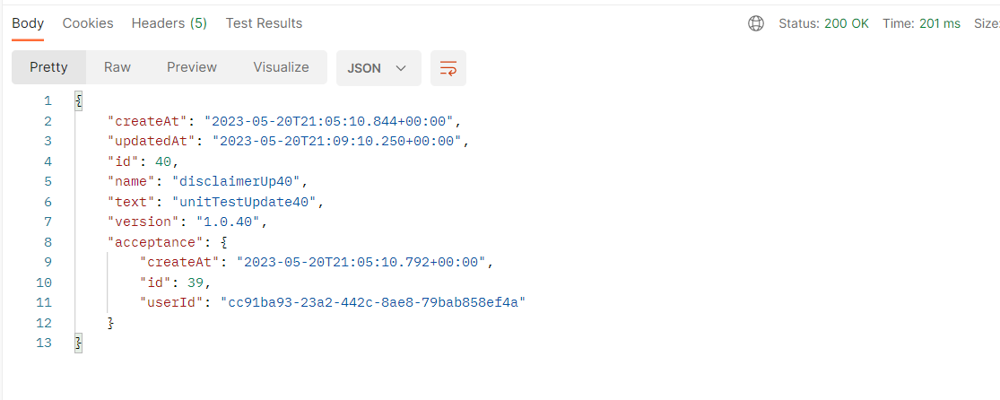 Body Cookies Headers (5) Test Results Status: 200 OK Time: 201 ms Size:
Pretty Raw Preview Visualize JSON
1 {
2 "createAt": "2023-05-20T21:05:10.844+00:00",
3 "updatedAt": "2023-05-20T21:09:10.250+00:00",
4 "id": 40,
5 "name": "disclaimerUp40",
6 "text": "unitTestUpdate40",
7 "version": "1.0.40",
8 "acceptance": {
9 "createAt": "2023-05-20T21:05:10.792+00:00",
10 "id": 39,
11 "userId": "cc91ba93-23a2-442c-8ae8-79bab858ef4a"
12 }
13 }